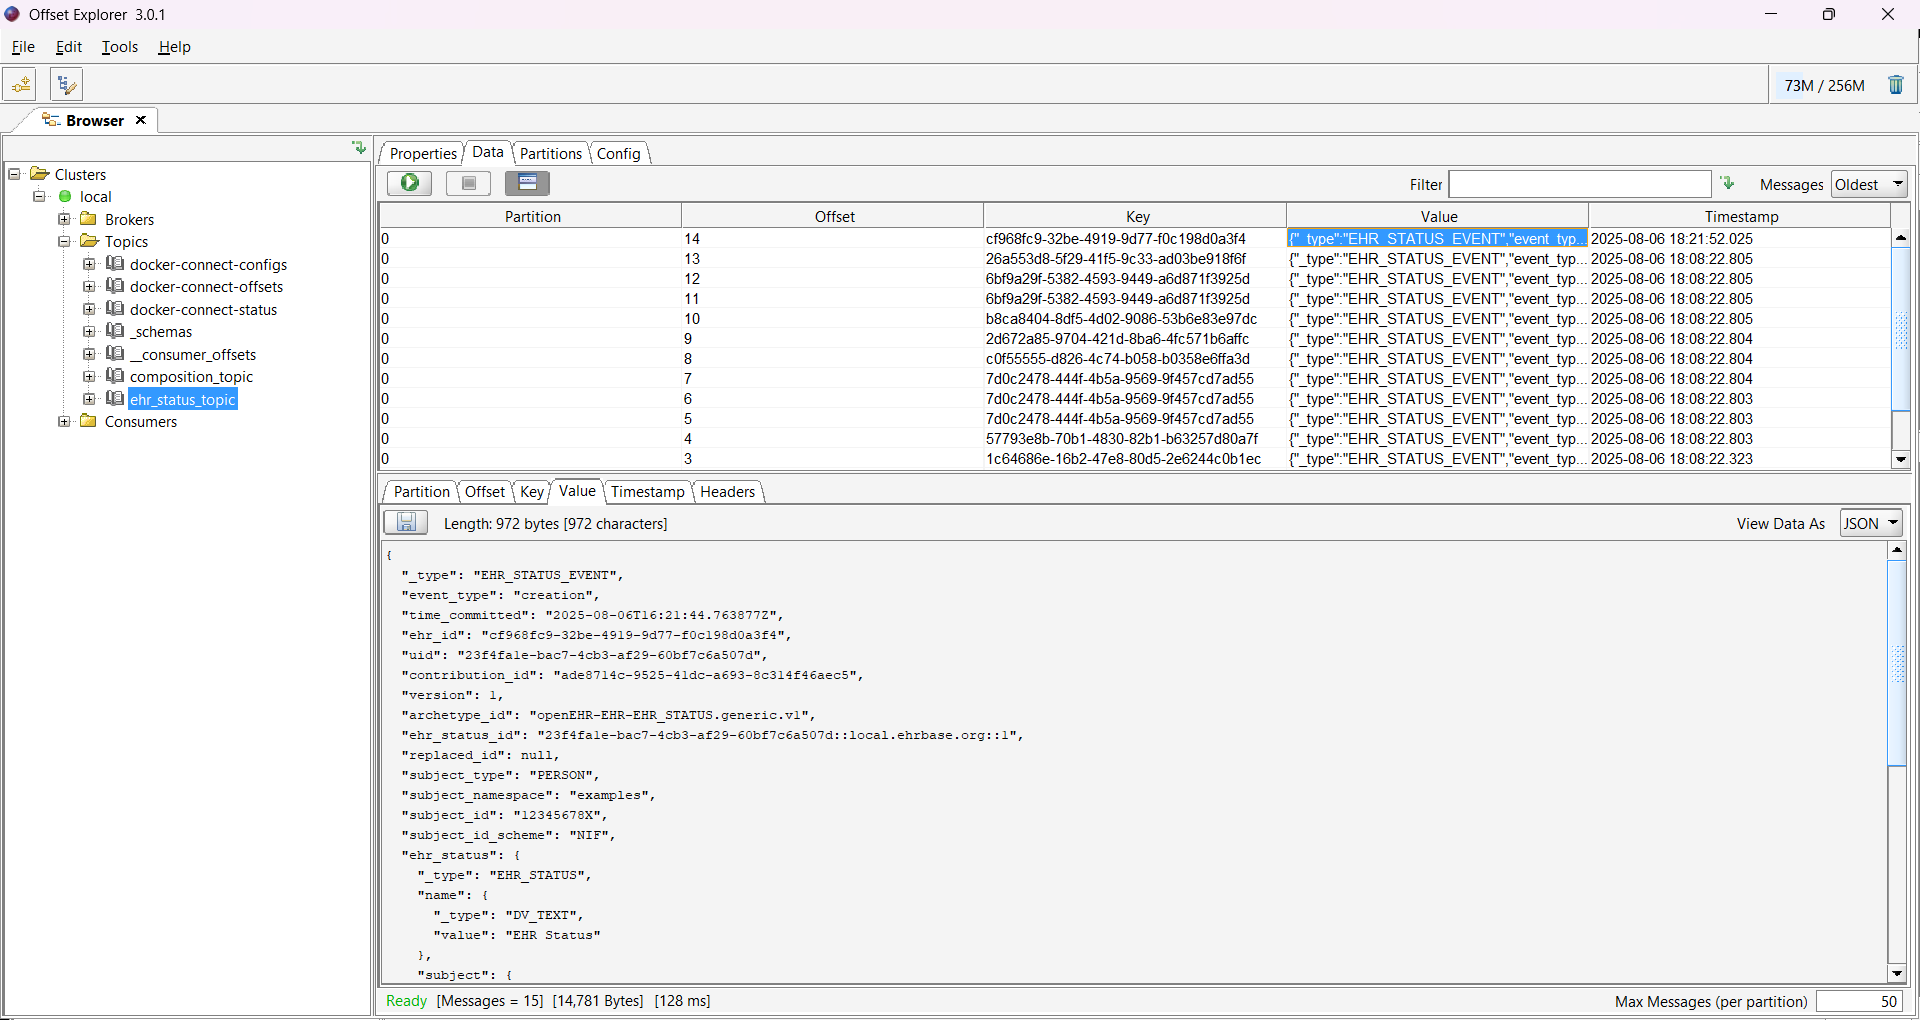 Offset Explorer 3.0.1
File Edit Tools Help
73M / 256M
Browser
Clusters
local
Brokers
Topics
docker-connect-configs
docker-connect-offsets
docker-connect-status
_schemas
__consumer_offsets
composition_topic
ehr_status_topic
Consumers
Properties Data Partitions Config
Filter Messages Oldest
Partition Offset Key Value Timestamp
0 14 cf968fc9-32be-4919-9d77-f0c198d0a3f4 {"_type":"EHR_STATUS_EVENT","event_typ... 2025-08-06 18:21:52.025
0 13 26a553d8-5f29-41f5-9c33-ad03be918f6f {"_type":"EHR_STATUS_EVENT","event_typ... 2025-08-06 18:08:22.805
0 12 6bf9a29f-5382-4593-9449-a6d871f3925d {"_type":"EHR_STATUS_EVENT","event_typ... 2025-08-06 18:08:22.805
0 11 6bf9a29f-5382-4593-9449-a6d871f3925d {"_type":"EHR_STATUS_EVENT","event_typ... 2025-08-06 18:08:22.805
0 10 b8ca8404-8df5-4d02-9086-53b6e83e97dc {"_type":"EHR_STATUS_EVENT","event_typ... 2025-08-06 18:08:22.805
0 9 2d672a85-9704-421d-8ba6-4fc571b6affc {"_type":"EHR_STATUS_EVENT","event_typ... 2025-08-06 18:08:22.804
0 8 c0f55555-d826-4c74-b058-b0358e6ffa3d {"_type":"EHR_STATUS_EVENT","event_typ... 2025-08-06 18:08:22.804
0 7 7d0c2478-444f-4b5a-9569-9f457cd7ad55 {"_type":"EHR_STATUS_EVENT","event_typ... 2025-08-06 18:08:22.804
0 6 7d0c2478-444f-4b5a-9569-9f457cd7ad55 {"_type":"EHR_STATUS_EVENT","event_typ... 2025-08-06 18:08:22.803
0 5 7d0c2478-444f-4b5a-9569-9f457cd7ad55 {"_type":"EHR_STATUS_EVENT","event_typ... 2025-08-06 18:08:22.803
0 4 57793e8b-70b1-4830-82b1-b63257d80a7f {"_type":"EHR_STATUS_EVENT","event_typ... 2025-08-06 18:08:22.803
0 3 1c64686e-16b2-47e8-80d5-2e6244c0b1ec {"_type":"EHR_STATUS_EVENT","event_typ... 2025-08-06 18:08:22.323
Partition Offset Key Value Timestamp Headers
Length: 972 bytes [972 characters] View Data As JSON
{
"_type": "EHR_STATUS_EVENT",
"event_type": "creation",
"time_committed": "2025-08-06T16:21:44.763877Z",
"ehr_id": "cf968fc9-32be-4919-9d77-f0c198d0a3f4",
"uid": "23f4fa1e-bac7-4cb3-af29-60bf7c6a507d",
"contribution_id": "ade8714c-9525-41dc-a693-8c314f46aec5",
"version": 1,
"archetype_id": "openEHR-EHR-EHR_STATUS.generic.v1",
"ehr_status_id": "23f4fa1e-bac7-4cb3-af29-60bf7c6a507d::local.ehrbase.org::1",
"replaced_id": null,
"subject_type": "PERSON",
"subject_namespace": "examples",
"subject_id": "12345678X",
"subject_id_scheme": "NIF",
"ehr_status": {
"_type": "EHR_STATUS",
"name": {
"_type": "DV_TEXT",
"value": "EHR Status"
},
"subject": {
Ready [Messages = 15] [14,781 Bytes] [128 ms] Max Messages (per partition) 50